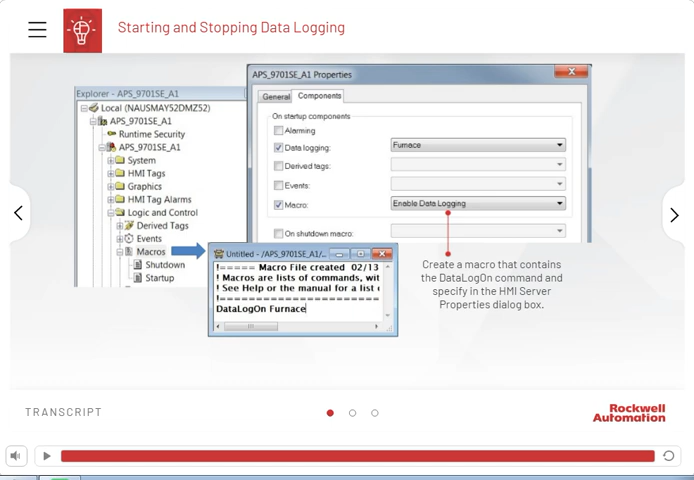 Starting and Stopping Data Logging
Explorer - APS_9701SE_A1
Local (NAUSMAY52DMZ52)
APS_9701SE_A1
Runtime Security
APS_9701SE_A1
System
HMI Tags
Graphics
HMI Tag Alarms
Logic and Control
Derived Tags
Events
Macros
Shutdown
Startup
APS_9701SE_A1 Properties
General
Components
On startup components
Alarming
Data logging:
Furnace
Derived tags:
Events:
Macro:
Enable Data Logging
On shutdown macro:
Untitled - /APS_9701SE_A1/...
!===== Macro File created 02/13
! Macros are lists of commands, wit
! See Help or the manual for a list
!=========================
DataLogOn Furnace
Create a macro that contains
the DataLogOn command and
specify in the HMI Server
Properties dialog box.
TRANSCRIPT
Rockwell
Automation